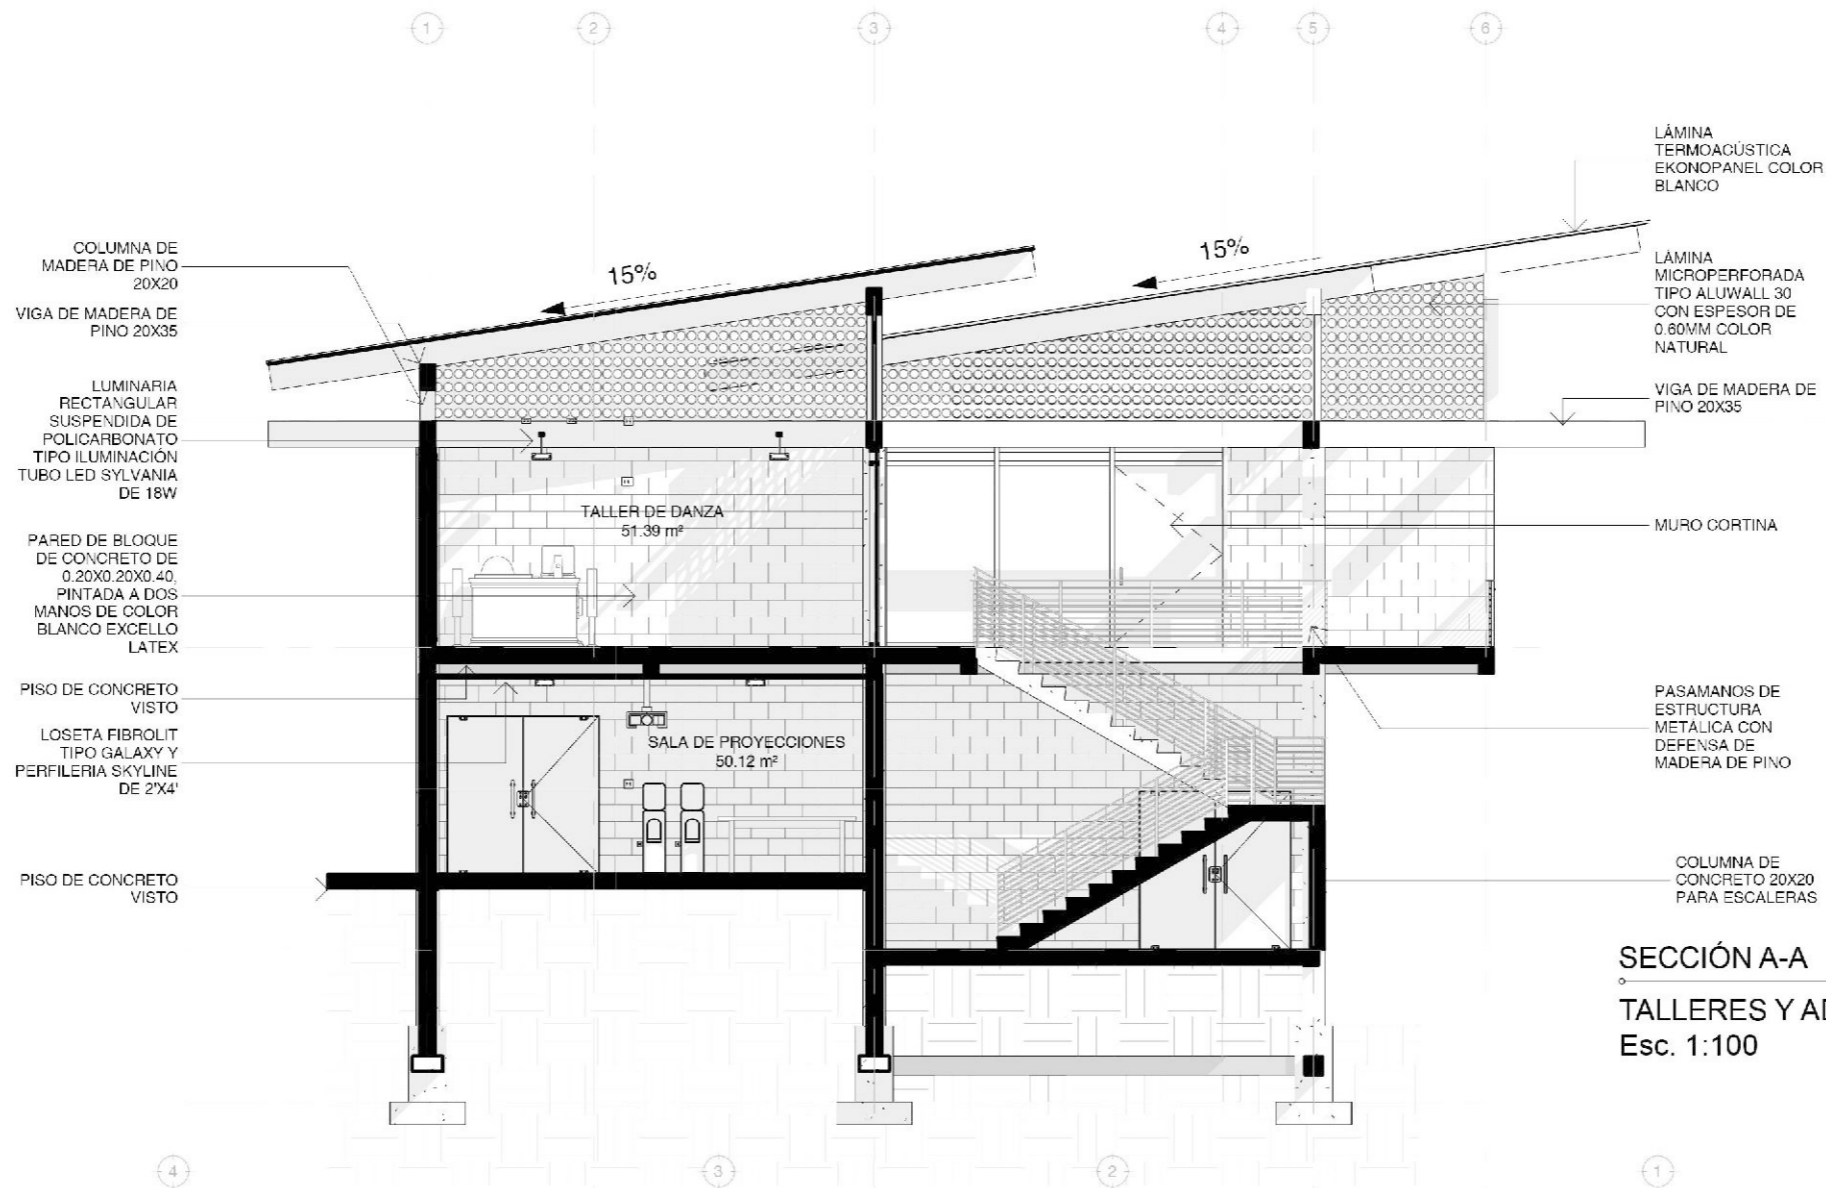 1
2
3
4
5
6
LÁMINA
TERMOACÚSTICA
EKONOPANEL COLOR
BLANCO
COLUMNA DE
MADERA DE PINO
20X20
15%
15%
LÁMINA
MICROPERFORADA
TIPO ALUWALL 30
CON ESPESOR DE
0.60MM COLOR
NATURAL
VIGA DE MADERA DE
PINO 20X35
LUMINARIA
RECTANGULAR
SUSPENDIDA DE
POLICARBONATO
TIPO ILUMINACIÓN
TUBO LED SYLVANIA
DE 18W
VIGA DE MADERA DE
PINO 20X35
TALLER DE DANZA
51.39 m²
MURO CORTINA
PARED DE BLOQUE
DE CONCRETO DE
0.20X0.20X0.40,
PINTADA A DOS
MANOS DE COLOR
BLANCO EXCELLO
LATEX
PISO DE CONCRETO
VISTO
PASAMANOS DE
ESTRUCTURA
METÁLICA CON
DEFENSA DE
MADERA DE PINO
LOSETA FIBROLIT
TIPO GALAXY Y
PERFILERIA SKYLINE
DE 2'X4'
SALA DE PROYECCIONES
50.12 m²
PISO DE CONCRETO
VISTO
COLUMNA DE
CONCRETO 20X20
PARA ESCALERAS
SECCIÓN A-A
TALLERES Y AD
Esc. 1:100
4
3
2
1